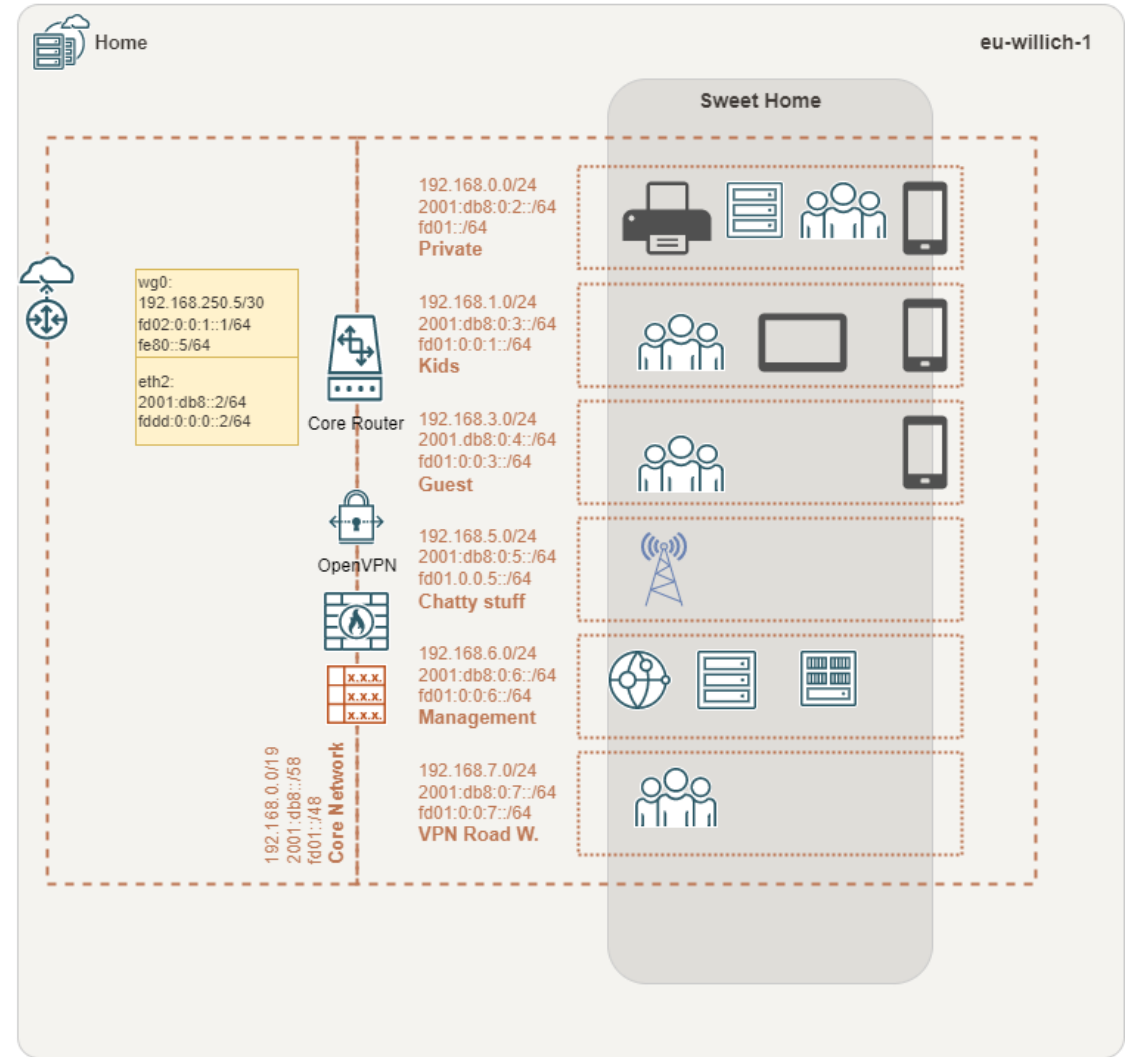 Home
eu-willich-1
Sweet Home
192.168.0.0/24
2001:db8:0:2::/64
fd01::/64
Private
wg0:
192.168.250.5/30
fd02:0:0:1::1/64
fe80::5/64
eth2:
2001:db8::2/64
fddd:0:0:0::2/64
Core Router
192.168.1.0/24
2001:db8:0:3::/64
fd01:0:0:1::/64
Kids
192.168.3.0/24
2001.db8:0:4::/64
fd01:0:0:3::/64
Guest
OpenVPN
192.168.5.0/24
2001:db8:0:5::/64
fd01.0.0.5::/64
Chatty stuff
x.x.x.
x.x.x.
x.x.x.
192.168.6.0/24
2001:db8:0:6::/64
fd01:0:0:6::/64
Management
192.168.0.0/19
2001:db8::/58
fd01::/48
Core Network
192.168.7.0/24
2001:db8:0:7::/64
fd01:0:0:7::/64
VPN Road W.